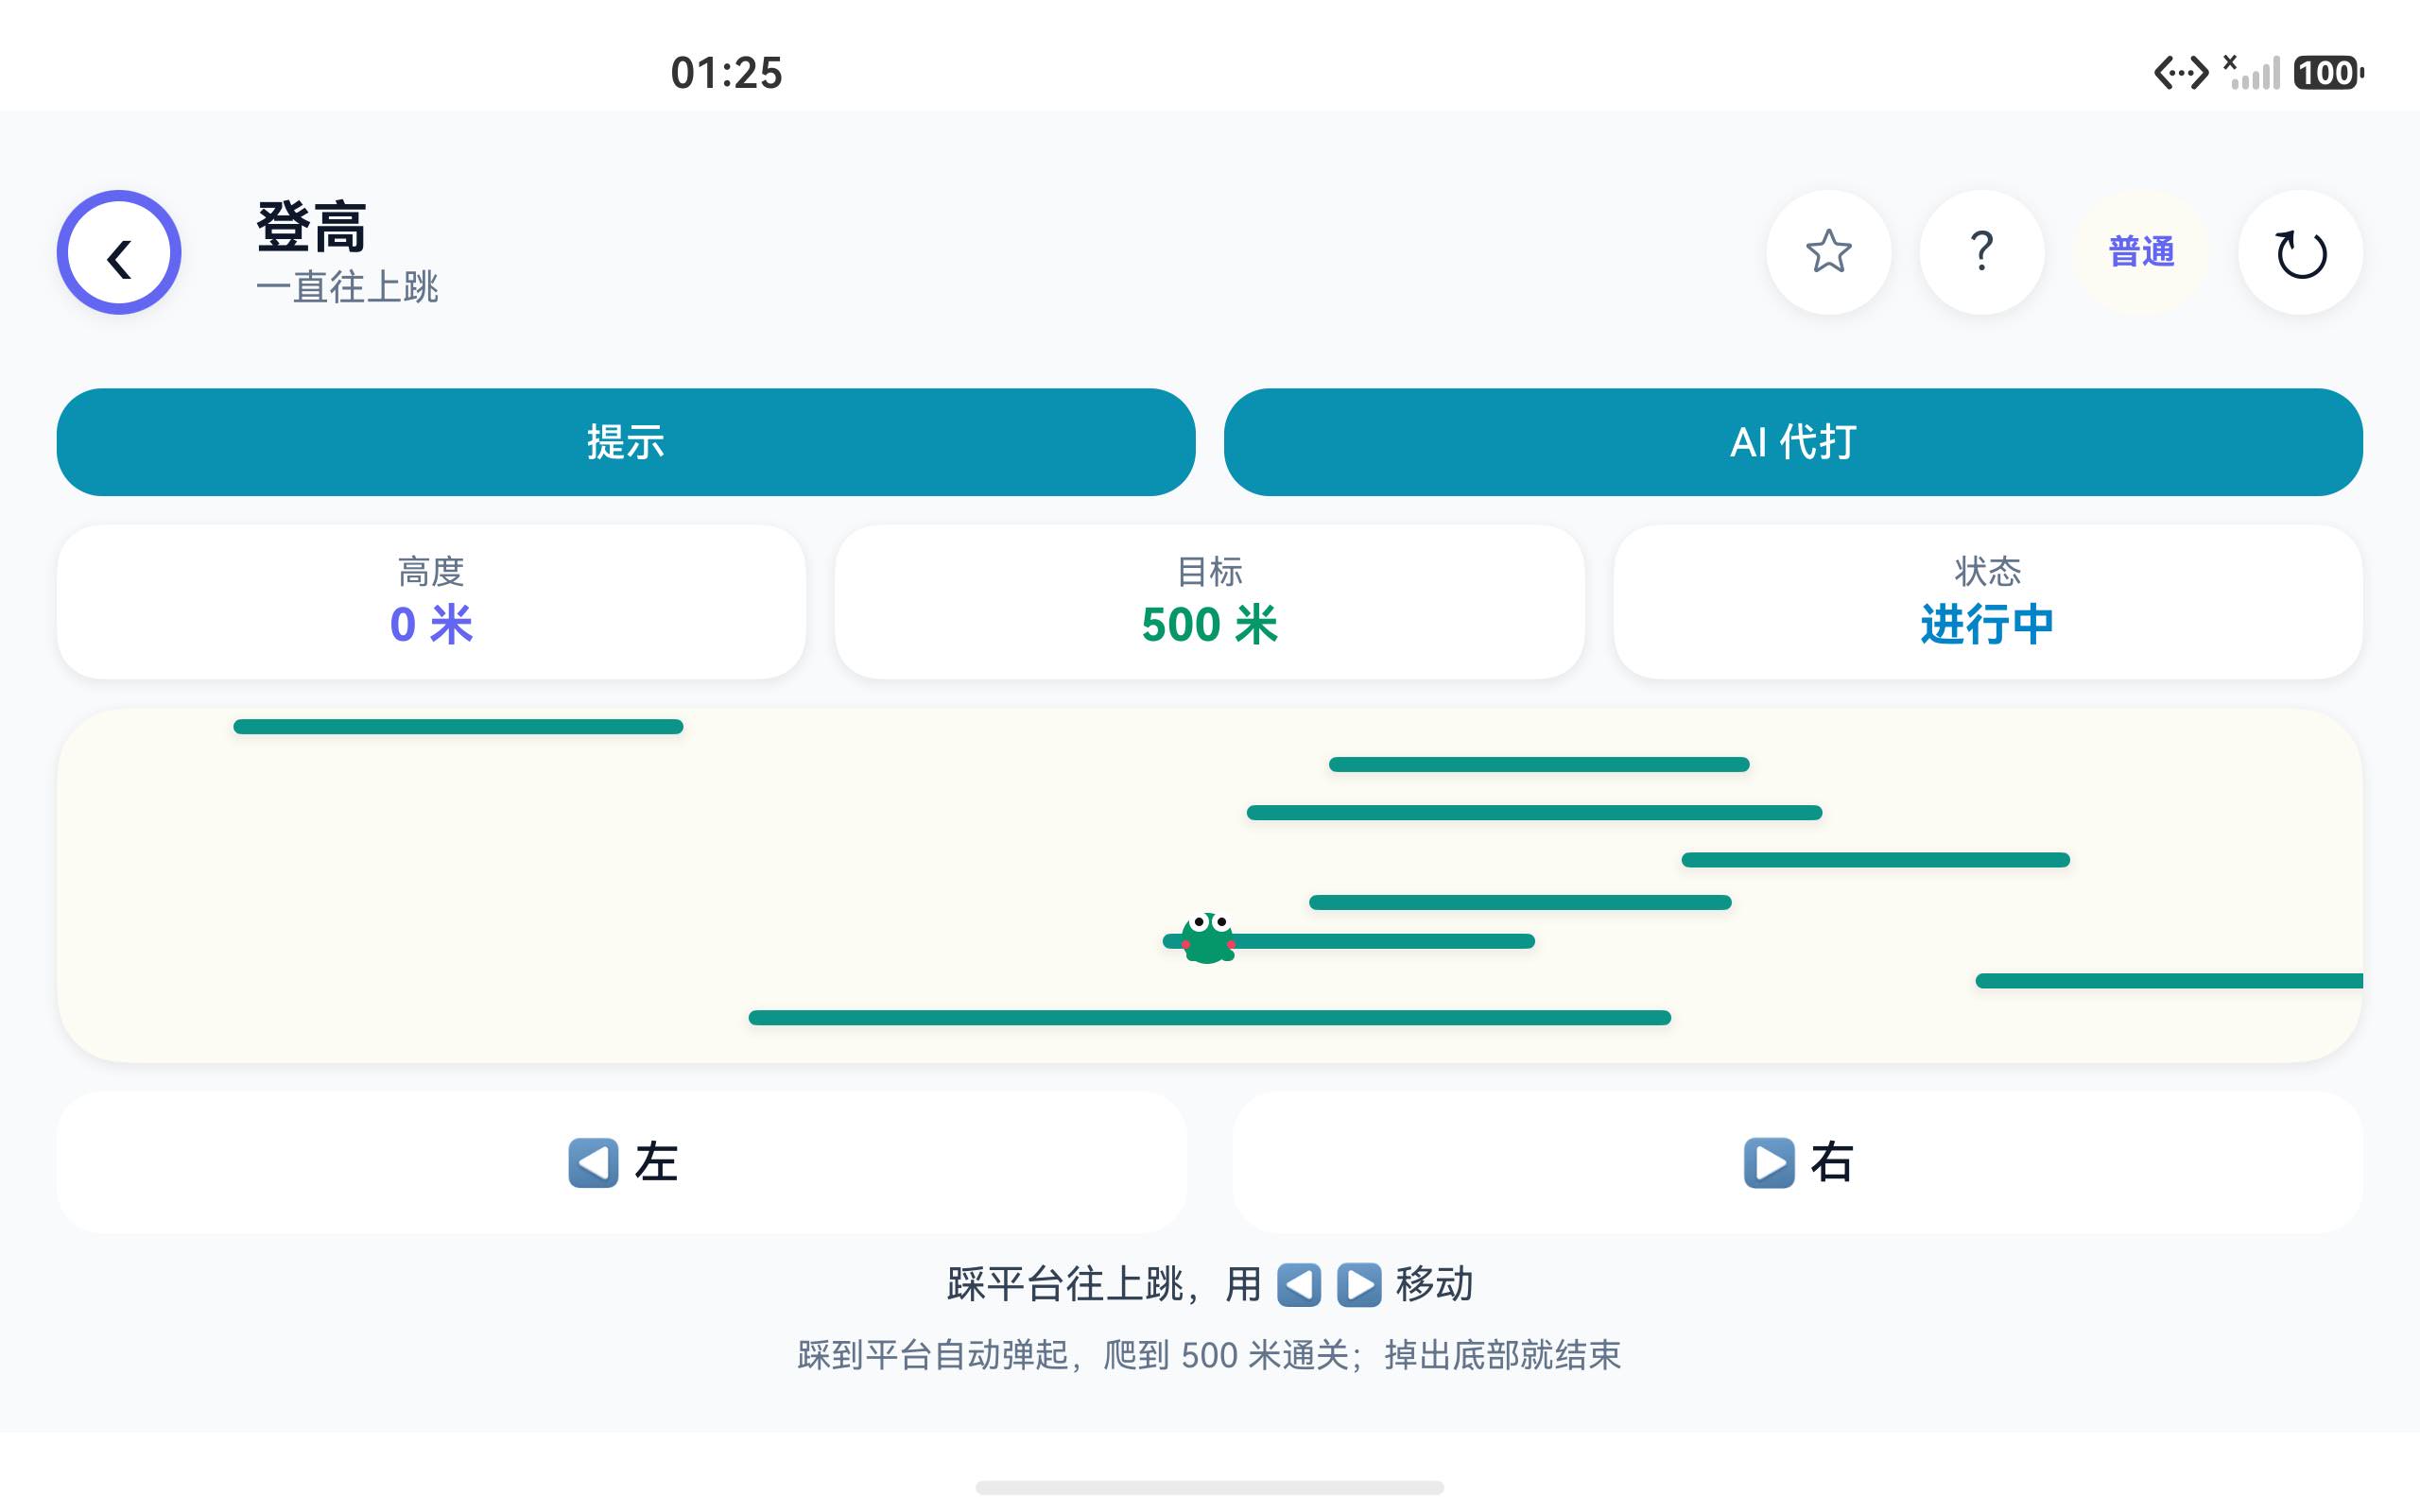 01:25
100
登高
一直往上跳
?
普通
提示
AI 代打
高度
0 米
目标
500 米
状态
进行中
◀ 左
▶ 右
踩平台往上跳，用 ◀ ▶ 移动
踩到平台自动弹起，爬到 500 米通关；掉出底部就结束